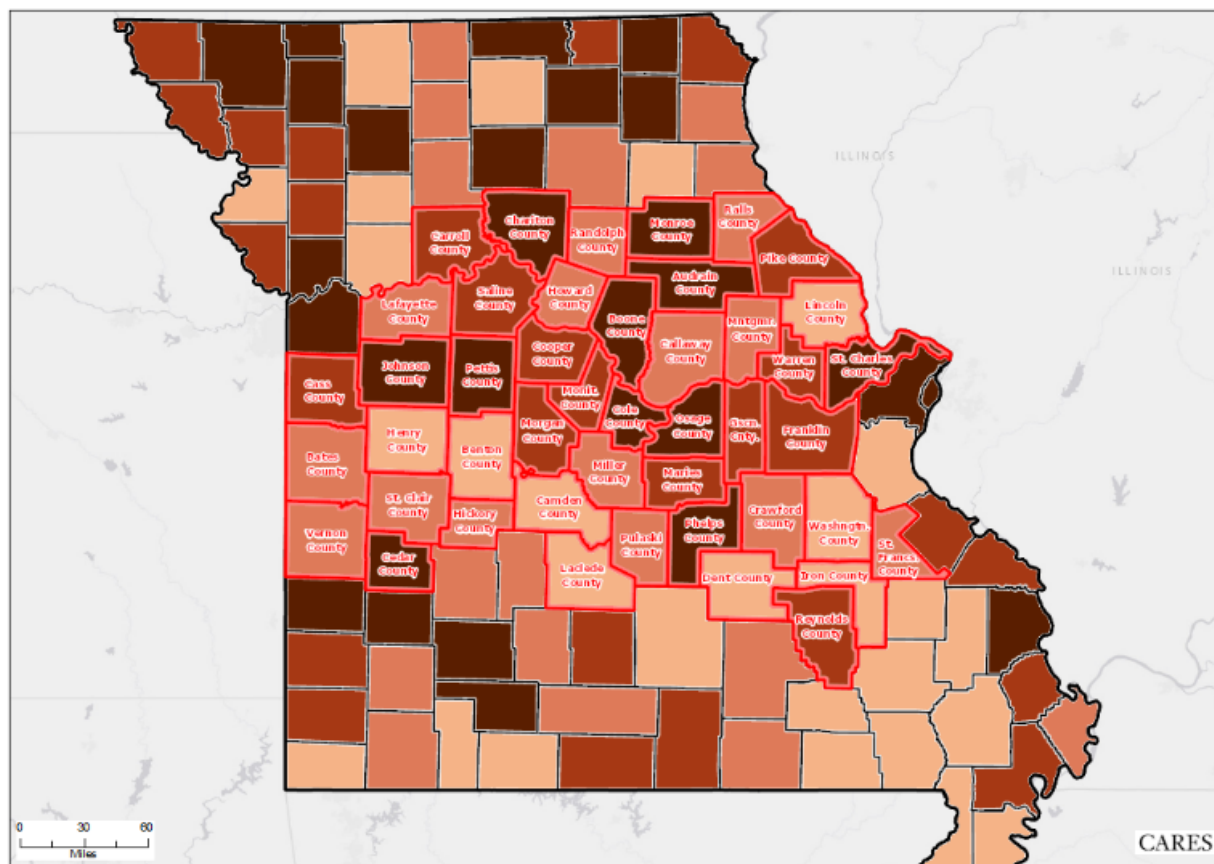 ILLINOIS
ILLINOIS
Chariton
County
Monroe
County
Ralls
County
Carroll
County
Randolph
County
Pike County
Audrain
County
Saline
County
Howard
County
Lafayette
County
Lincoln
County
Boone
County
Mntgmr.
County
Callaway
County
Cooper
County
Warren
County
St. Charles
County
Johnson
County
Pettis
County
Cass
County
Monit.
County
Cole
County
Osage
County
Gscn.
Cnty.
Franklin
County
Morgan
County
Henry
County
Benton
County
Bates
County
Miller
County
Maries
County
St. Clair
County
Hickory
County
Camden
County
Crawford
County
Washngtn.
County
Phelps
County
Pulaski
County
Vernon
County
St.
Francs.
County
Cedar
County
Laclede
County
Dent County
Iron County
Reynolds
County
0 30 60
Miles
CARES